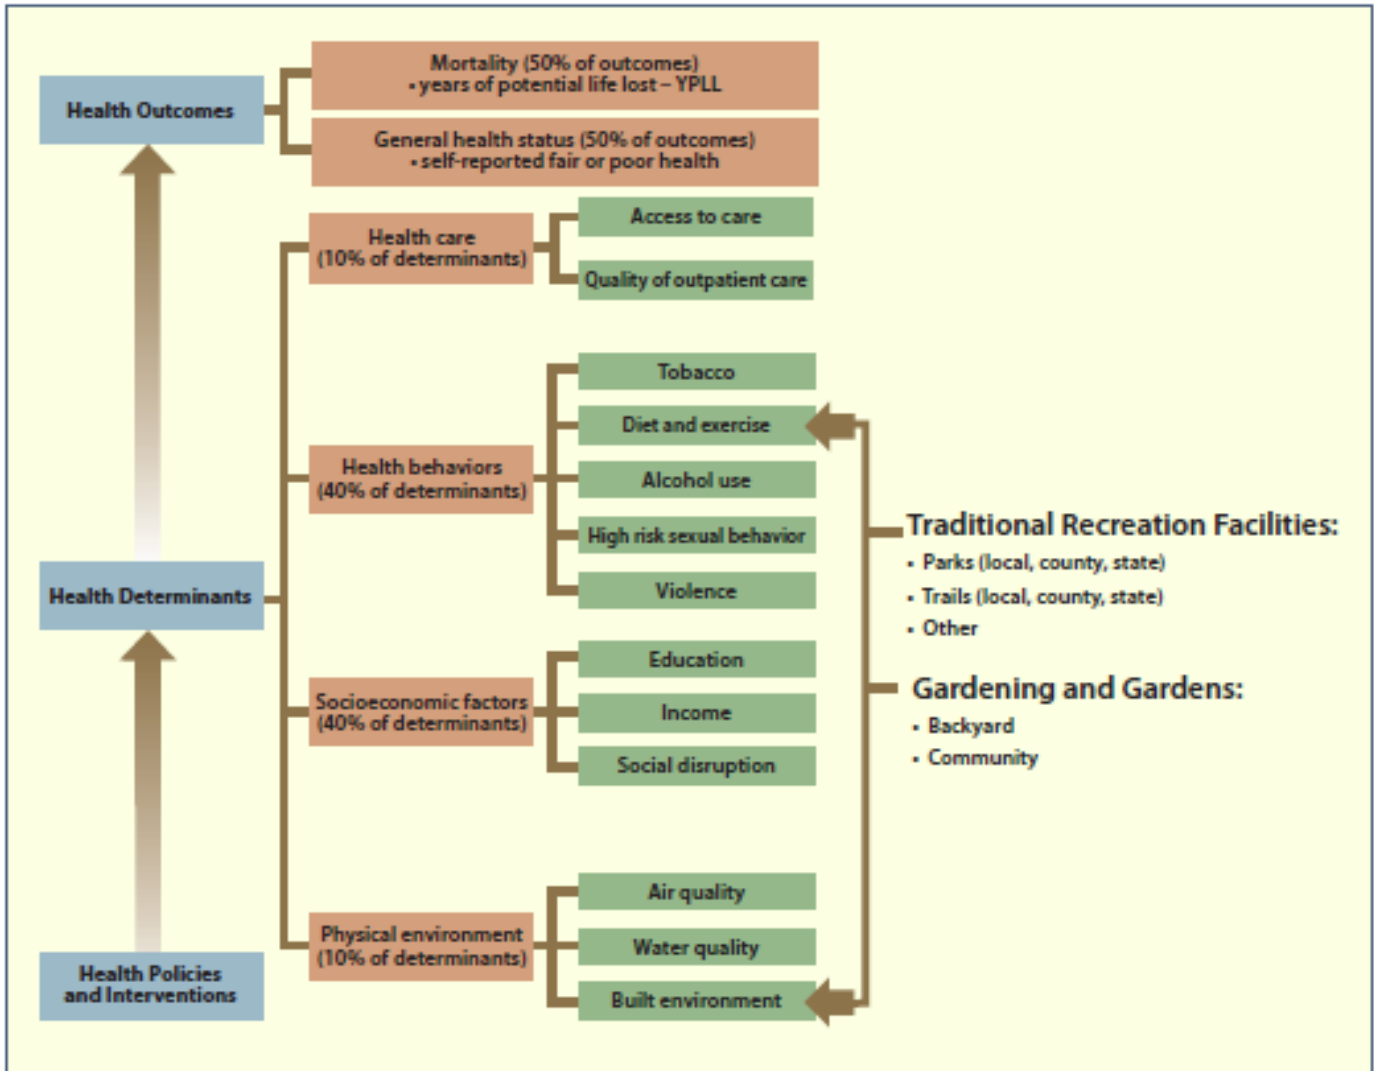 Health Outcomes
Mortality (50% of outcomes)
• years of potential life lost – YPLL
General health status (50% of outcomes)
• self-reported fair or poor health
Health care
(10% of determinants)
Access to care
Quality of outpatient care
Health behaviors
(40% of determinants)
Tobacco
Diet and exercise
Alcohol use
High risk sexual behavior
Violence
Traditional Recreation Facilities:
• Parks (local, county, state)
• Trails (local, county, state)
• Other
Gardening and Gardens:
• Backyard
• Community
Health Determinants
Socioeconomic factors
(40% of determinants)
Education
Income
Social disruption
Physical environment
(10% of determinants)
Air quality
Water quality
Built environment
Health Policies
and Interventions